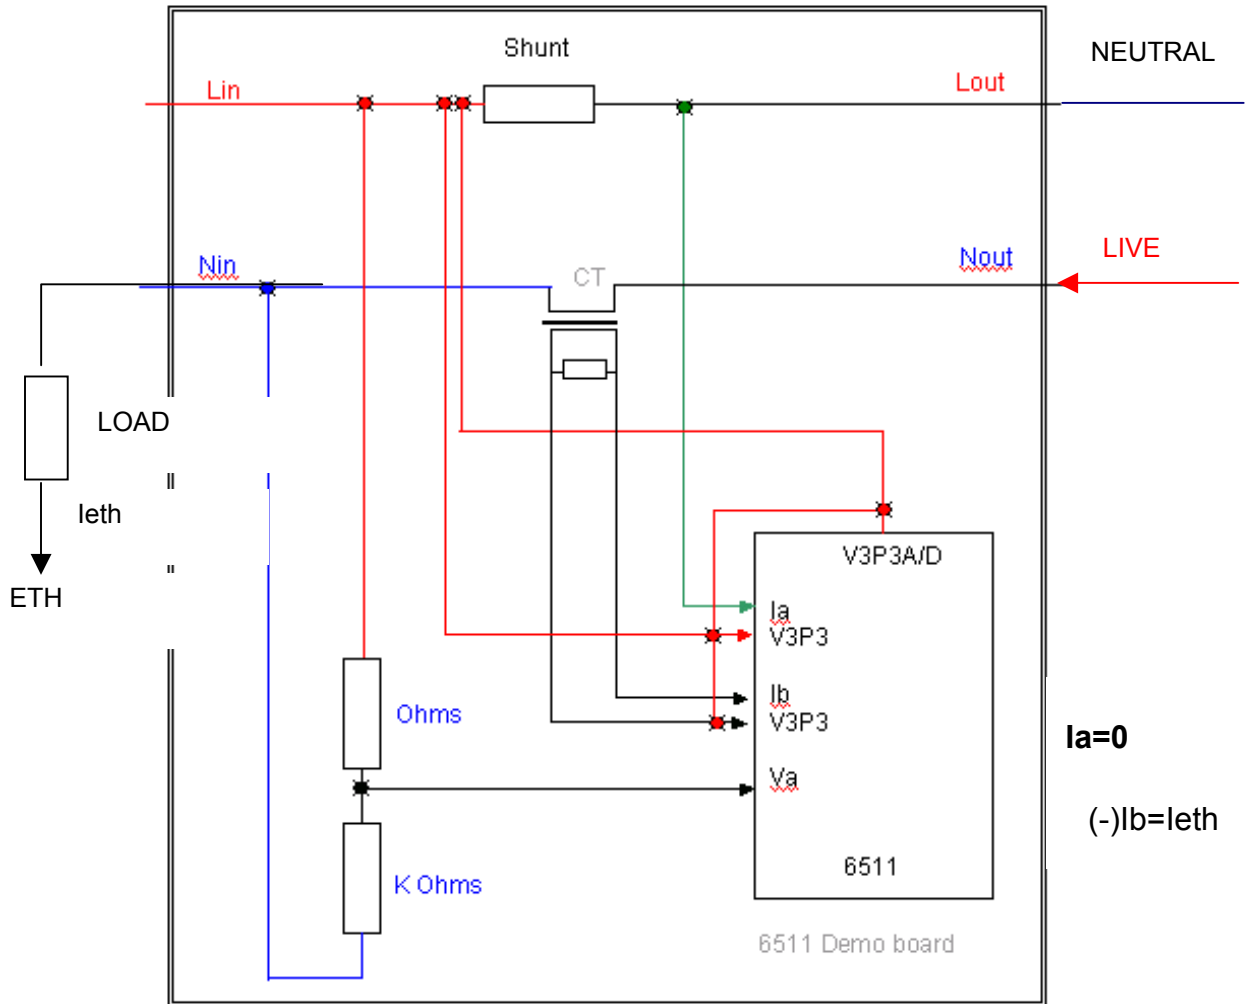 Shunt
NEUTRAL
Lin
Lout
Nin
CT
Nout
LIVE
LOAD
Ieth
ETH
V3P3A/D
Ia
V3P3
Ib
V3P3
Ohms
Va
Ia=0
(-)Ib=Ieth
K Ohms
6511
6511 Demo board